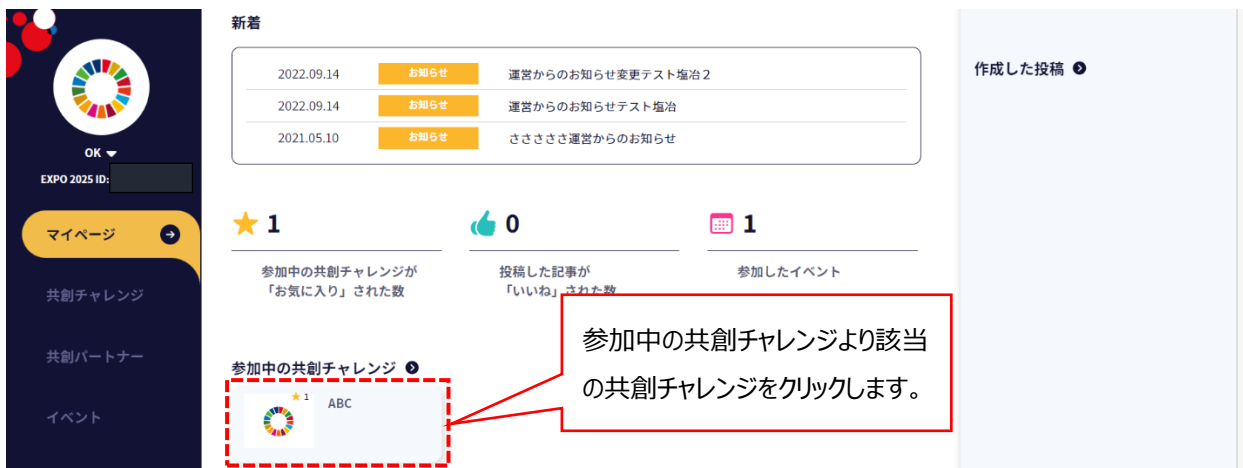 新着
2022.09.14 お知らせ 運営からのお知らせ変更テスト塩冶2
2022.09.14 お知らせ 運営からのお知らせテスト塩冶
2021.05.10 お知らせ さささささ運営からのお知らせ
作成した投稿
OK
EXPO 2025 ID:
マイページ
共創チャレンジ
共創パートナー
イベント
1
参加中の共創チャレンジが
「お気に入り」された数
0
投稿した記事が
「いいね」された数
1
参加したイベント
参加中の共創チャレンジ
1
ABC
参加中の共創チャレンジより該当
の共創チャレンジをクリックします。